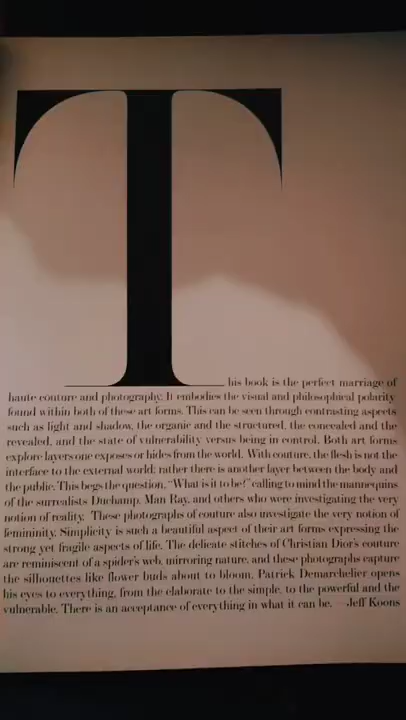 This book is the perfect marriage of
haute couture and photography. It embodies the visual and philosophical polarity
found within both of these art forms. This can be seen through contrasting aspects
such as light and shadow, the organic and the structured, the concealed and the
revealed, and the state of vulnerability versus being in control. Both art forms
explore layers one exposes or hides from the world. With couture, the flesh is not the
interface to the external world; rather there is another layer between the body and
the public. This begs the question, "What is it to be?" calling to mind the mannequins
of the surrealists Duchamp, Man Ray, and others who were investigating the very
notion of reality. These photographs of couture also investigate the very notion of
femininity. Simplicity is such a beautiful aspect of their art forms expressing the
strong yet fragile aspects of life. The delicate stitches of Christian Dior's couture
are reminiscent of a spider's web, mirroring nature, and these photographs capture
the silhouettes like flower buds about to bloom. Patrick Demarchelier opens
his eyes to everything, from the elaborate to the simple, to the powerful and the
vulnerable. There is an acceptance of everything in what it can be. —Jeff Koons